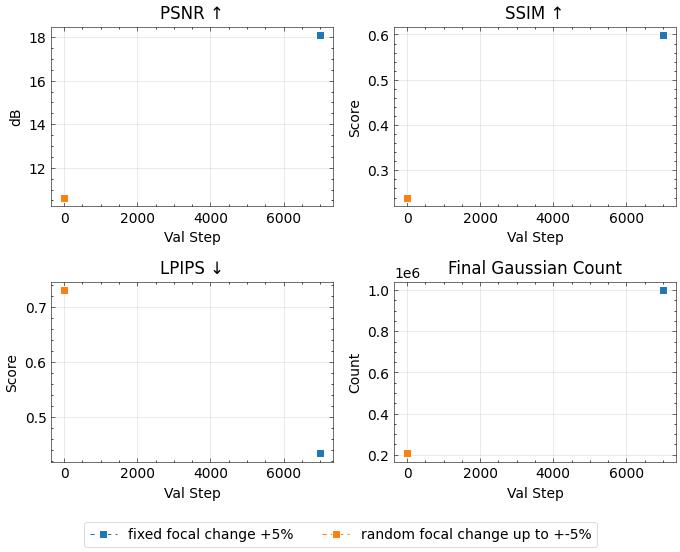 PSNR ↑
SSIM ↑
18
16
14
12
dB
0 2000 4000 6000
Val Step
0.6
0.5
0.4
0.3
Score
0 2000 4000 6000
Val Step
LPIPS ↓
1e6
Final Gaussian Count
0.7
0.6
0.5
Score
0 2000 4000 6000
Val Step
1.0
0.8
0.6
0.4
0.2
Count
0 2000 4000 6000
Val Step
fixed focal change +5%
random focal change up to +-5%